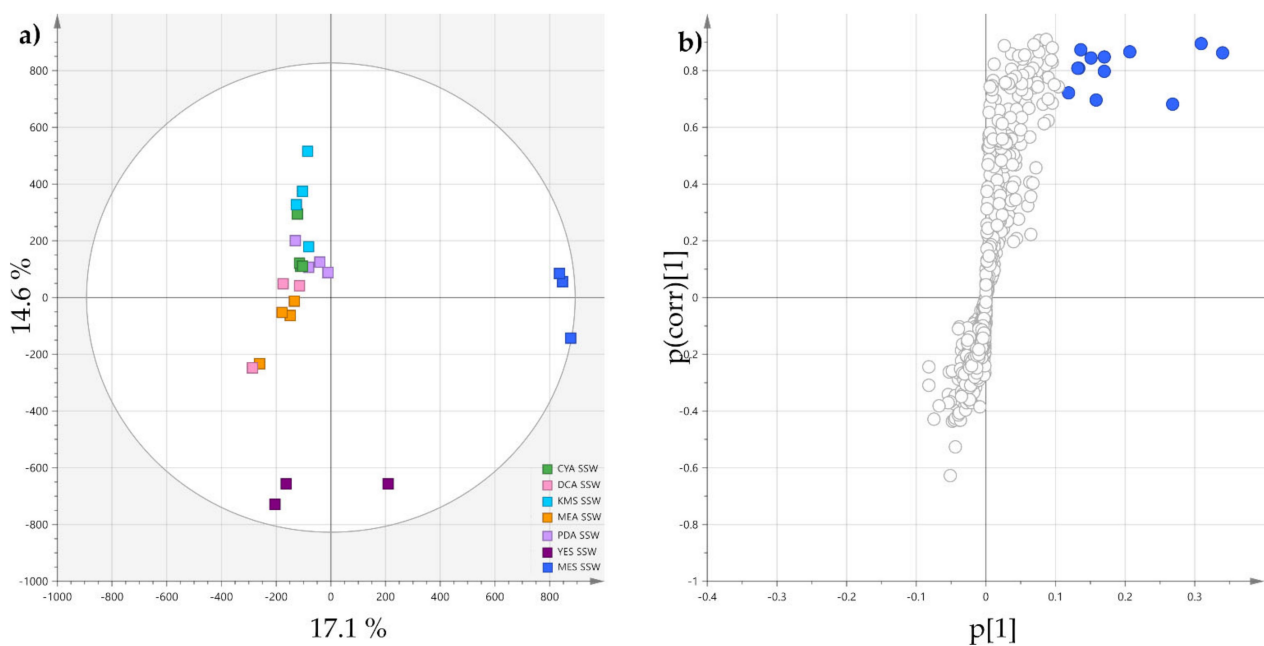 a)
800
600
400
200
0
-200
-400
-600
-800
-1000
14.6 %
CYA SSW
DCA SSW
KMS SSW
MEA SSW
PDA SSW
YES SSW
MES SSW
-1000 -800 -600 -400 -200 0 200 400 600 800
17.1 %
b)
0.8
0.6
0.4
0.2
0
-0.2
-0.4
-0.6
-0.8
-1
p(corr)[1]
-0.4 -0.3 -0.2 -0.1 0 0.1 0.2 0.3
p[1]